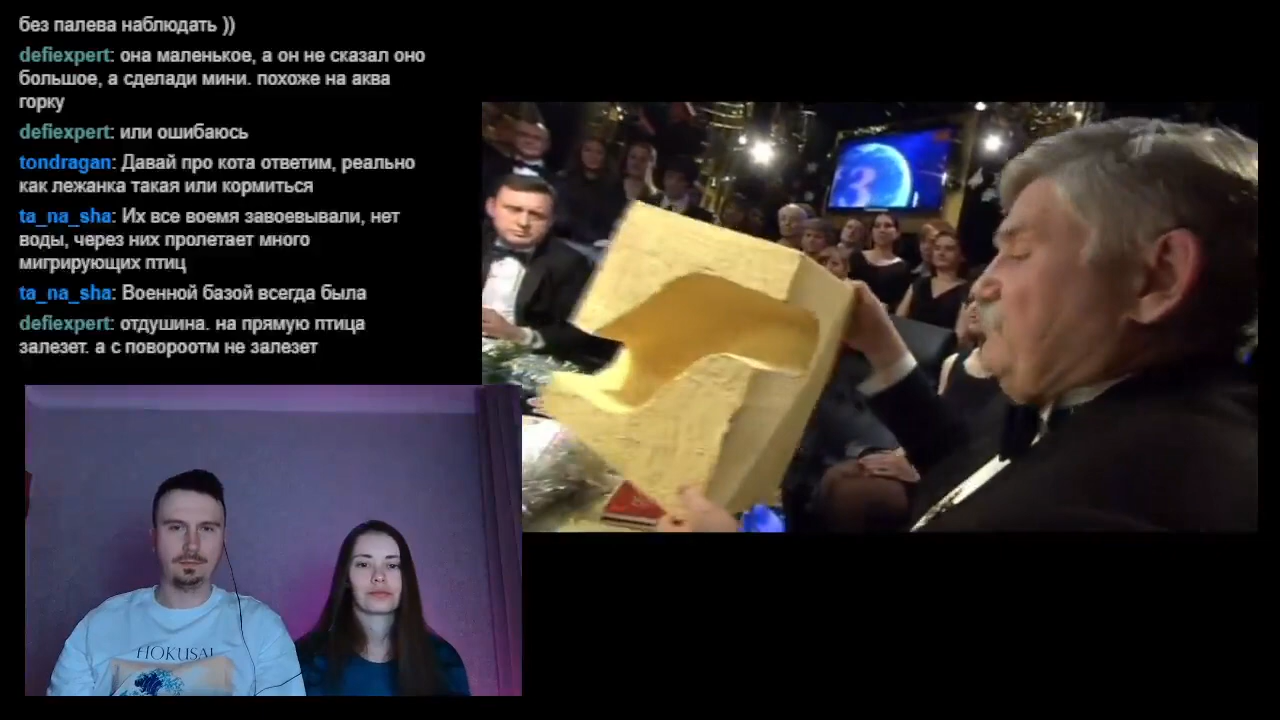 без палева наблюдать ))
defiexpert: она маленькое, а он не сказал оно
большое, а сделади мини. похоже на аква
горку
defiexpert: или ошибаюсь
tondragan: Давай про кота ответим, реально
как лежанка такая или кормиться
ta_na_sha: Их все воемя завоевывали, нет
воды, через них пролетает много
мигрирующих птиц
ta_na_sha: Военной базой всегда была
defiexpert: отдушина. на прямую птица
залезет. а с повороотм не залезет
3
HOKUSAI